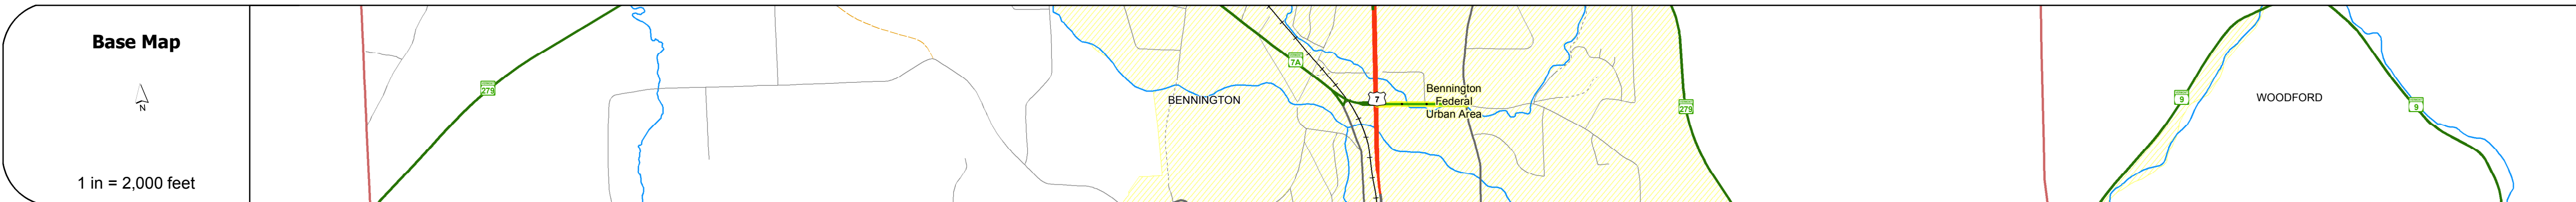 Base Map
N
1 in = 2,000 feet
279
BENNINGTON
7A
7
Bennington
Federal
Urban Area
279
9
WOODFORD
9